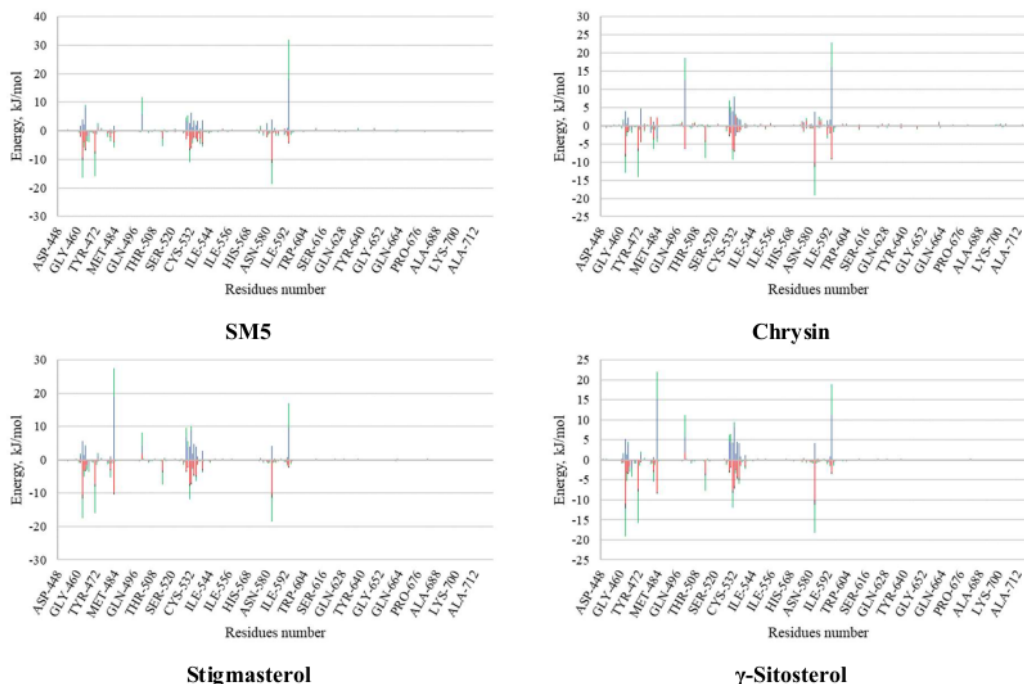 40
30
20
10
0
-10
-20
-30
Energy, kJ/mol
ASP-448
GLY-460
TYR-472
MET-484
GLN-496
THR-508
SER-520
CYS-532
ILE-544
ILE-556
HIS-568
ASN-580
ILE-592
TRP-604
SER-616
GLN-628
TYR-640
GLY-652
GLN-664
PRO-676
ALA-688
LYS-700
ALA-712
Residues number
SM5
30
25
20
15
10
5
0
-5
-10
-15
-20
-25
Energy, kJ/mol
ASP-448
GLY-460
TYR-472
MET-484
GLN-496
THR-508
SER-520
CYS-532
ILE-544
ILE-556
HIS-568
ASN-580
ILE-592
TRP-604
SER-616
GLN-628
TYR-640
GLY-652
GLN-664
PRO-676
ALA-688
LYS-700
ALA-712
Residues number
Chrysin
30
20
10
0
-10
-20
-30
Energy, kJ/mol
ASP-448
GLY-460
TYR-472
MET-484
GLN-496
THR-508
SER-520
CYS-532
ILE-544
ILE-556
HIS-568
ASN-580
ILE-592
TRP-604
SER-616
GLN-628
TYR-640
GLY-652
GLN-664
PRO-676
ALA-688
LYS-700
ALA-712
Residues number
Stigmasterol
25
20
15
10
5
0
-5
-10
-15
-20
-25
Energy, kJ/mol
ASP-448
GLY-460
TYR-472
MET-484
GLN-496
THR-508
SER-520
CYS-532
ILE-544
ILE-556
HIS-568
ASN-580
ILE-592
TRP-604
SER-616
GLN-628
TYR-640
GLY-652
GLN-664
PRO-676
ALA-688
LYS-700
ALA-712
Residues number
γ-Sitosterol